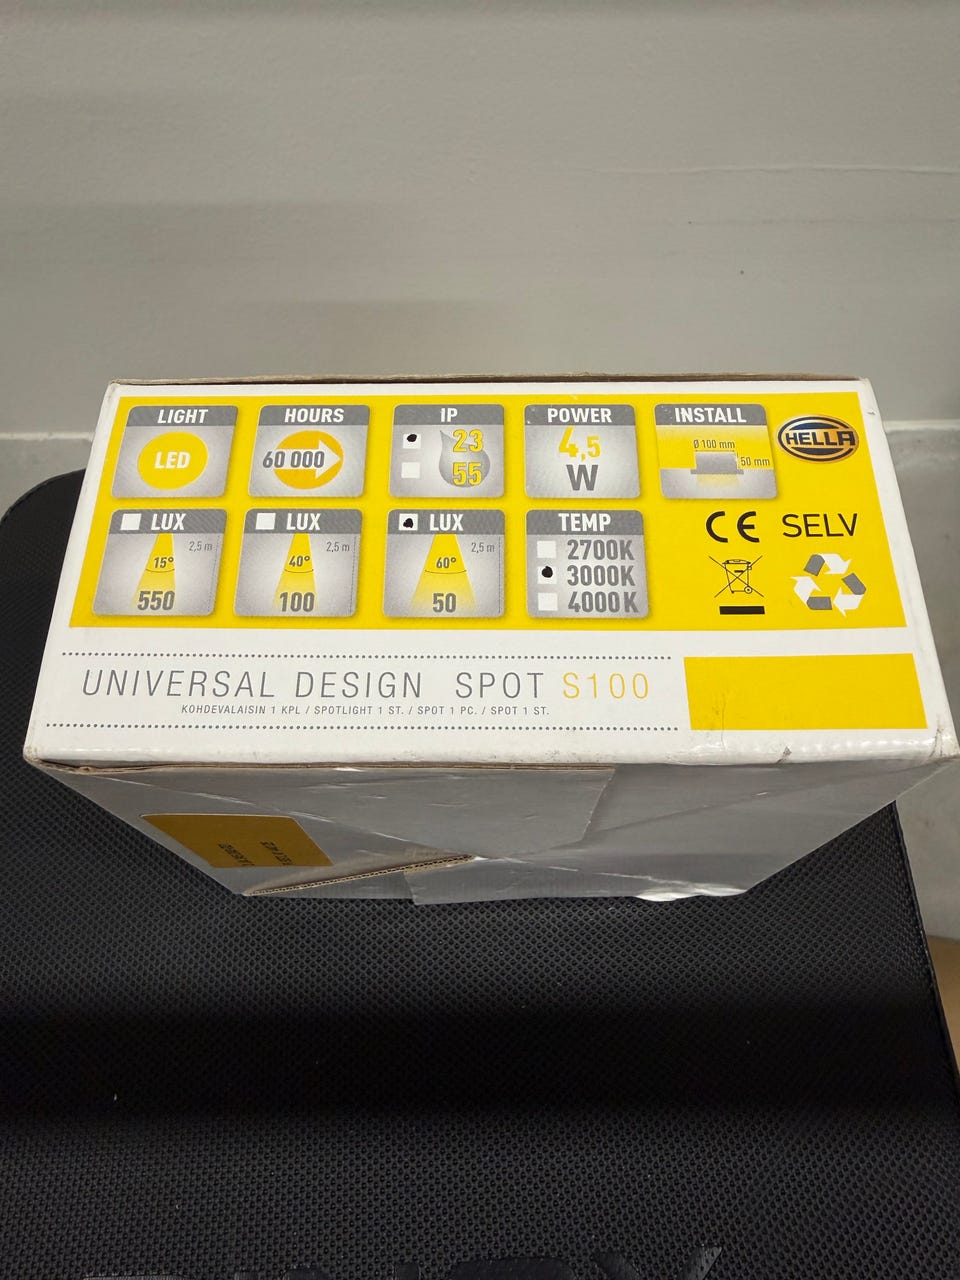 LIGHT
LED
HOURS
60 000
IP
23
55
POWER
4,5
W
INSTALL
Ø 100 mm
50 mm
HELLA
LUX
2,5 m
15°
550
LUX
2,5 m
40°
100
LUX
2,5 m
60°
50
TEMP
2700K
3000K
4000K
CE SELV
UNIVERSAL DESIGN SPOT S100
KOHDEVALAISIN 1 KPL / SPOTLIGHT 1 ST. / SPOT 1 PC. / SPOT 1 ST.